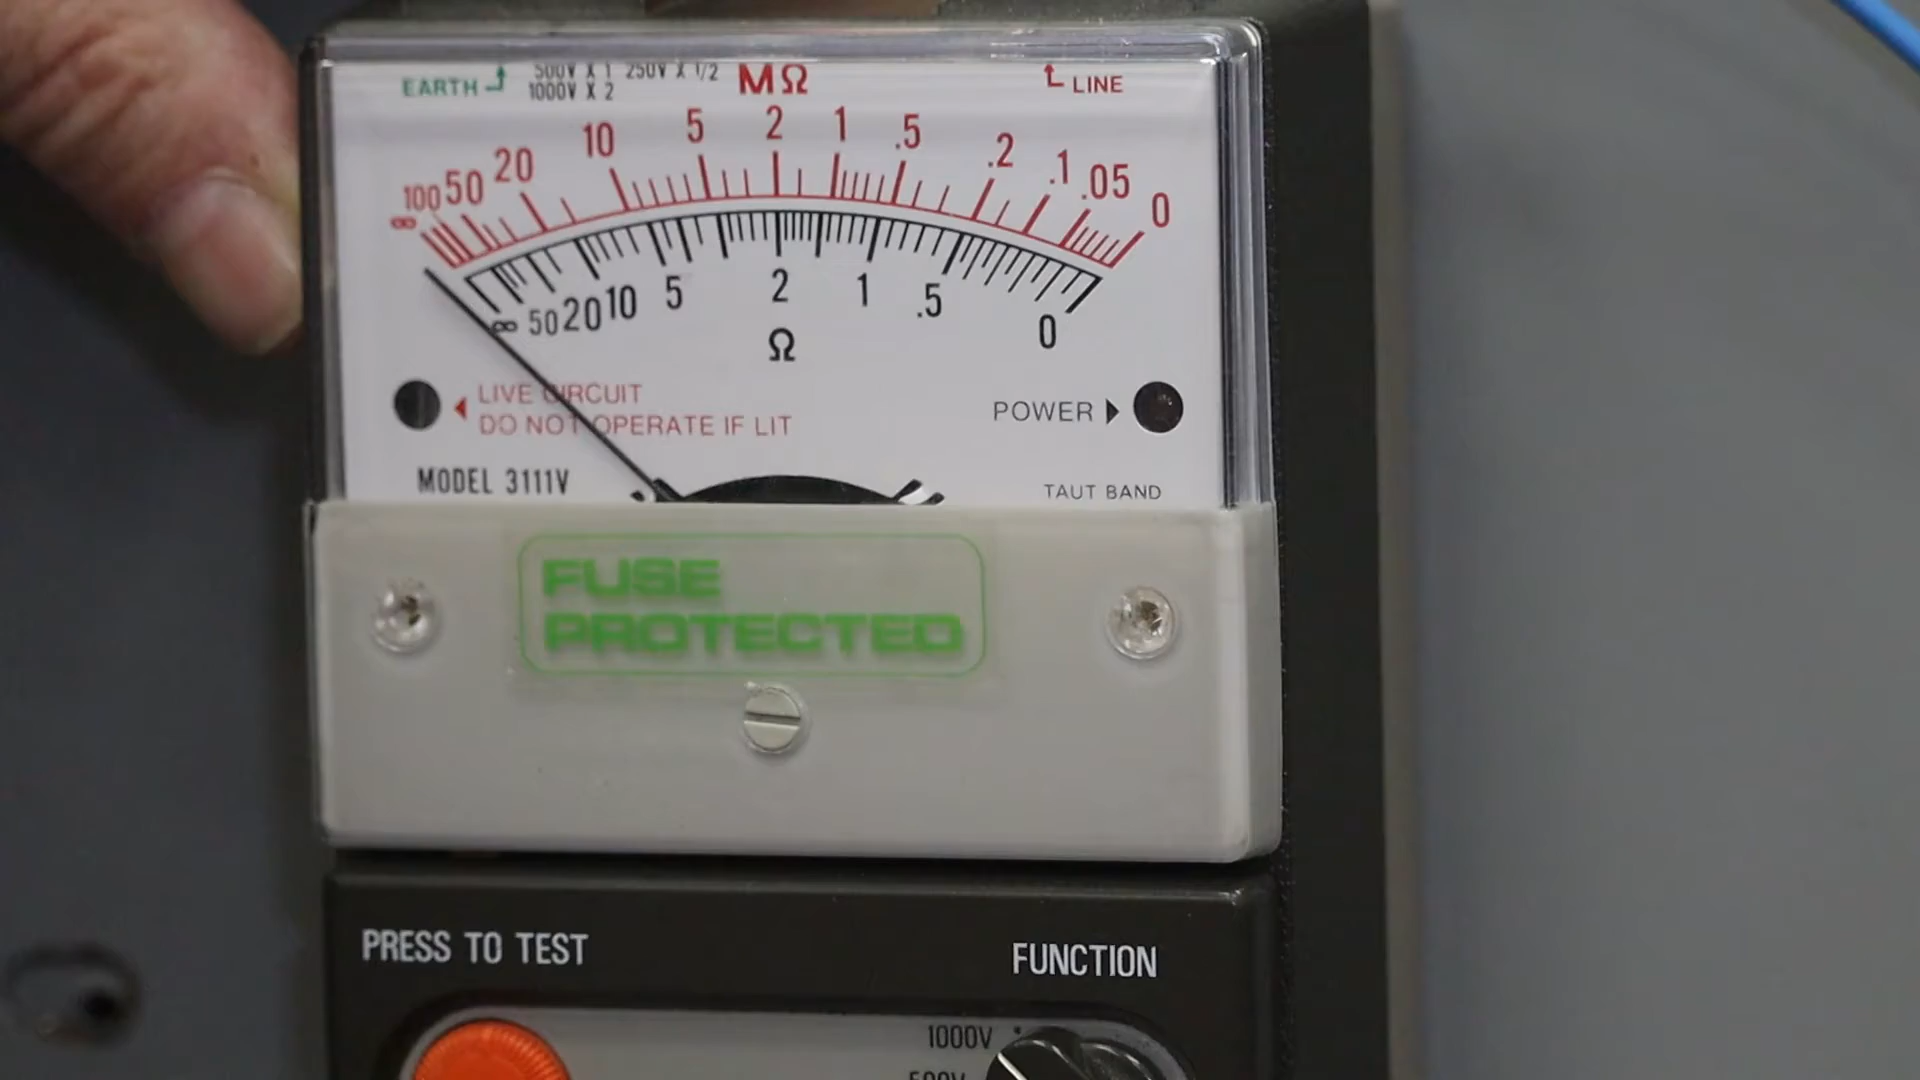 EARTH 500V X 1 250V X 1/2 MΩ LINE
1000V X 2
∞ 100 50 20 10 5 2 1 .5 .2 .1 .05 0
∞ 50 20 10 5 2 1 .5 0
Ω
LIVE CIRCUIT
DO NOT OPERATE IF LIT
POWER
MODEL 3111V
TAUT BAND
FUSE
PROTECTED
PRESS TO TEST
FUNCTION
1000V
500V